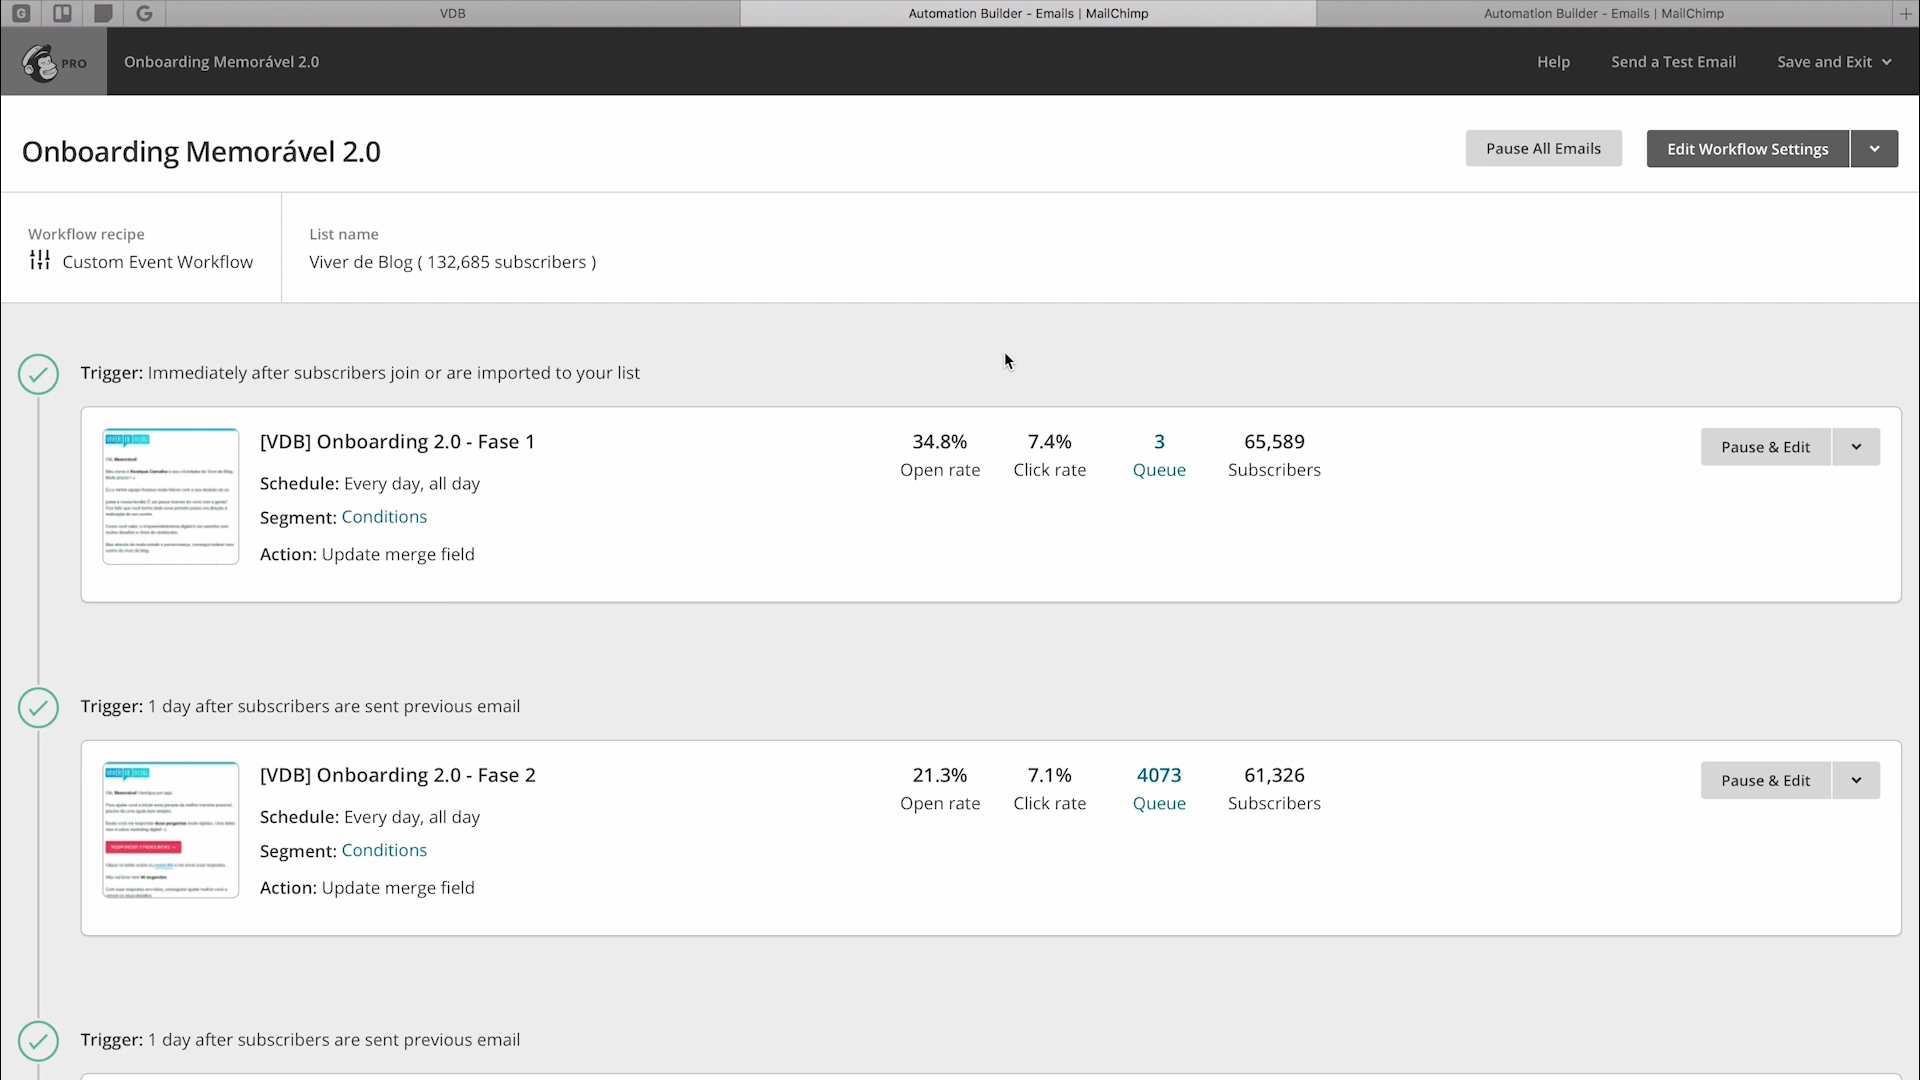 VDB
Automation Builder - Emails | MailChimp
Automation Builder - Emails | MailChimp
PRO
Onboarding Memorável 2.0
Help
Send a Test Email
Save and Exit
Onboarding Memorável 2.0
Pause All Emails
Edit Workflow Settings
Workflow recipe
Custom Event Workflow
List name
Viver de Blog ( 132,685 subscribers )
Trigger: Immediately after subscribers join or are imported to your list
[VDB] Onboarding 2.0 - Fase 1
Schedule: Every day, all day
Segment: Conditions
Action: Update merge field
34.8%
Open rate
7.4%
Click rate
3
Queue
65,589
Subscribers
Pause & Edit
Trigger: 1 day after subscribers are sent previous email
[VDB] Onboarding 2.0 - Fase 2
Schedule: Every day, all day
Segment: Conditions
Action: Update merge field
21.3%
Open rate
7.1%
Click rate
4073
Queue
61,326
Subscribers
Pause & Edit
Trigger: 1 day after subscribers are sent previous email